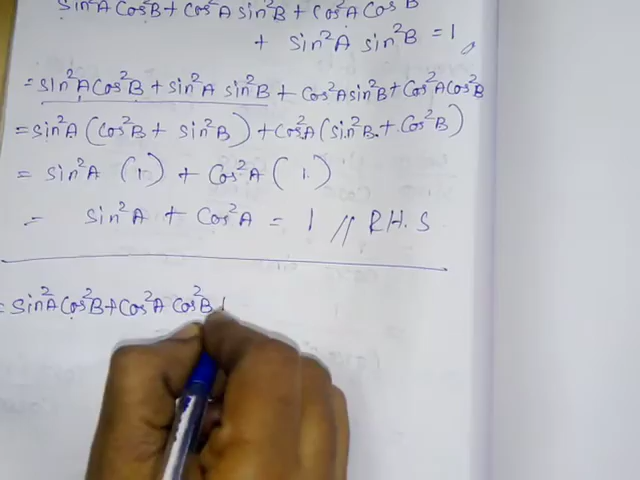 sin²A cos²B + cos²A sin²B + cos²A cos²B
+ sin²A sin²B = 1,
= sin²A cos²B + sin²A sin²B + cos²A sin²B + cos²A cos²B
= sin²A (cos²B + sin²B) + cos²A (sin²B + cos²B)
= sin²A (1) + cos²A (1)
= sin²A + cos²A = 1 // R.H.S
= sin²A cos²B + cos²A cos²B